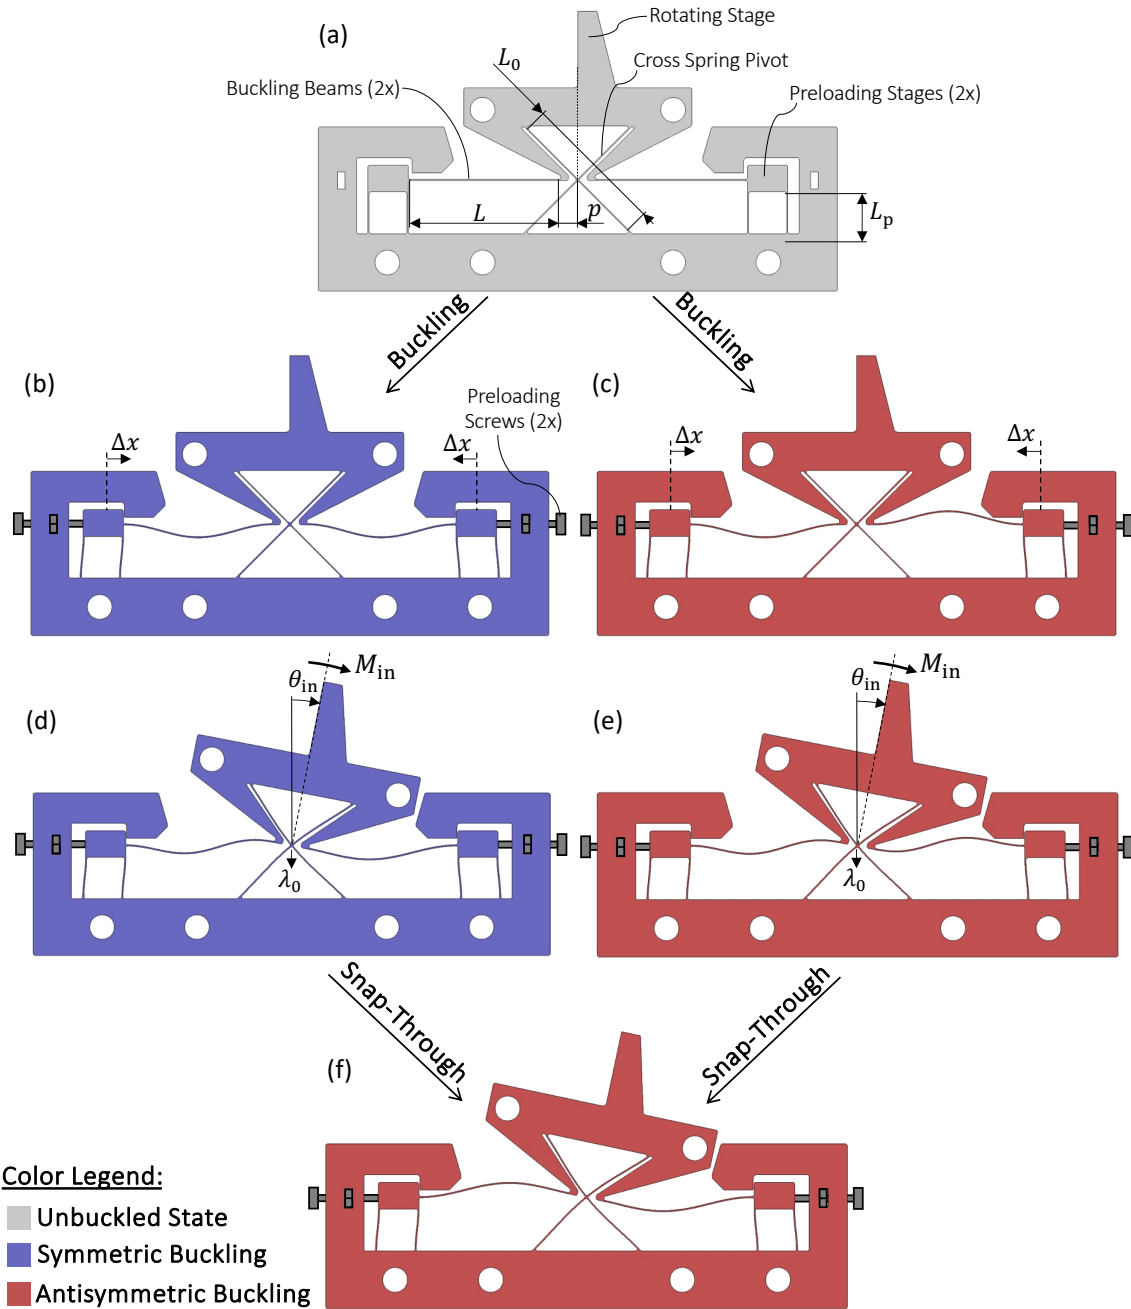 (a)
Rotating Stage
L₀
Cross Spring Pivot
Buckling Beams (2x)
Preloading Stages (2x)
L
p
Lₚ
Buckling
Buckling
(b)
Preloading
Screws (2x)
(c)
Δx
Δx
Δx
Δx
(d)
θin
Min
(e)
θin
Min
λ₀
λ₀
Snap-Through
Snap-Through
(f)
Color Legend:
Unbuckled State
Symmetric Buckling
Antisymmetric Buckling